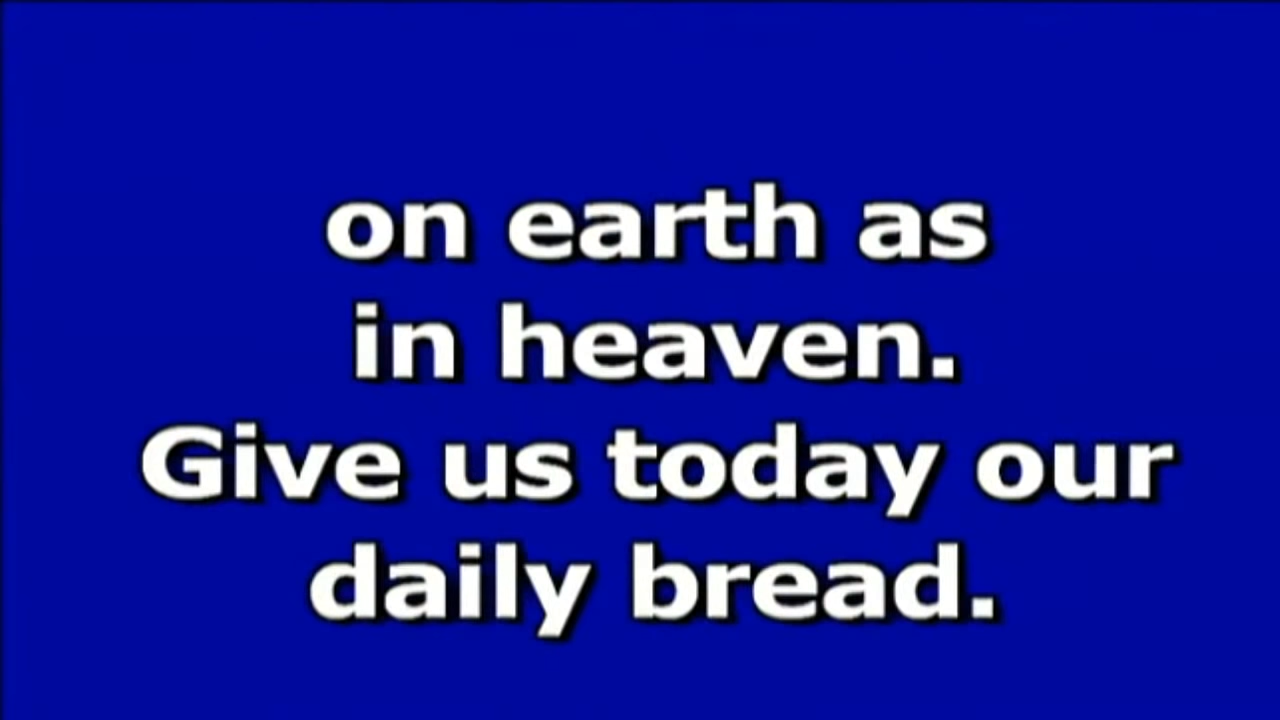 on earth as
in heaven.
Give us today our
daily bread.